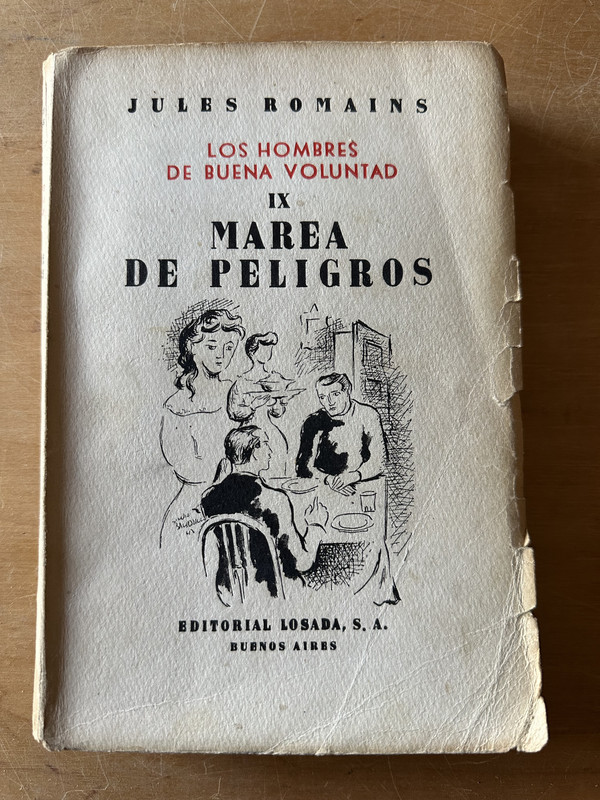 JULES ROMAINS
LOS HOMBRES
DE BUENA VOLUNTAD
IX
MAREA
DE PELIGROS
EDITORIAL LOSADA, S. A.
BUENOS AIRES